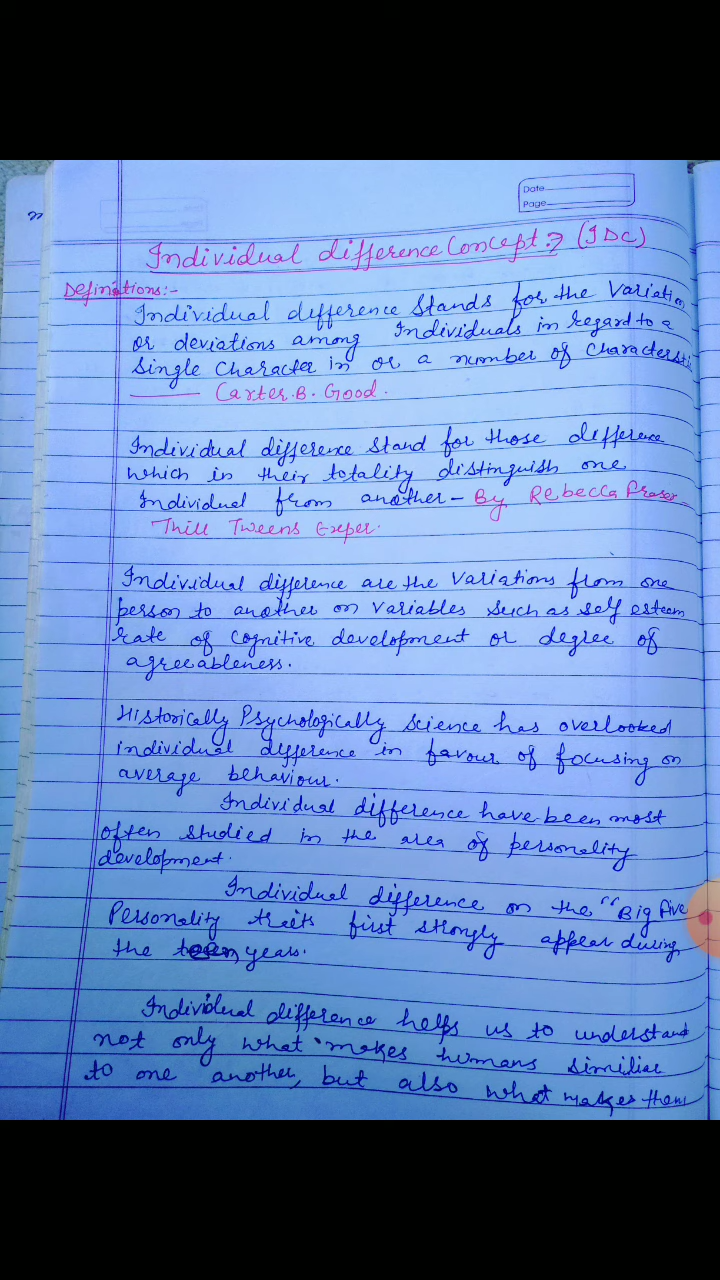 Date
Page
Individual difference Concept :→ (IDC)
Definitions:-
Individual difference Stands for the Variation
or deviations among Individuals in regard to a
Single Character in or a number of Characterstic
Carter. B. Good.
Individual difference Stand for those difference
which in their totality distinguish one
Individual from another - By Rebecca Fraser
Thill Tweens Exper.
Individual difference are the Variations from one
person to another on Variables such as self esteem
rate of Cognitive development or degree of
agreeableness.
Historically Psychologically Science has overlooked
individual difference in favour of focusing on
average behaviour.
Individual difference have been most
often studied in the area of personality
development.
Individual difference on the "Big five
Personality traits first strongly appear during
the teen years.
Individual difference helps us to understand
not only what makes humans similiar
to one another, but also what makes them